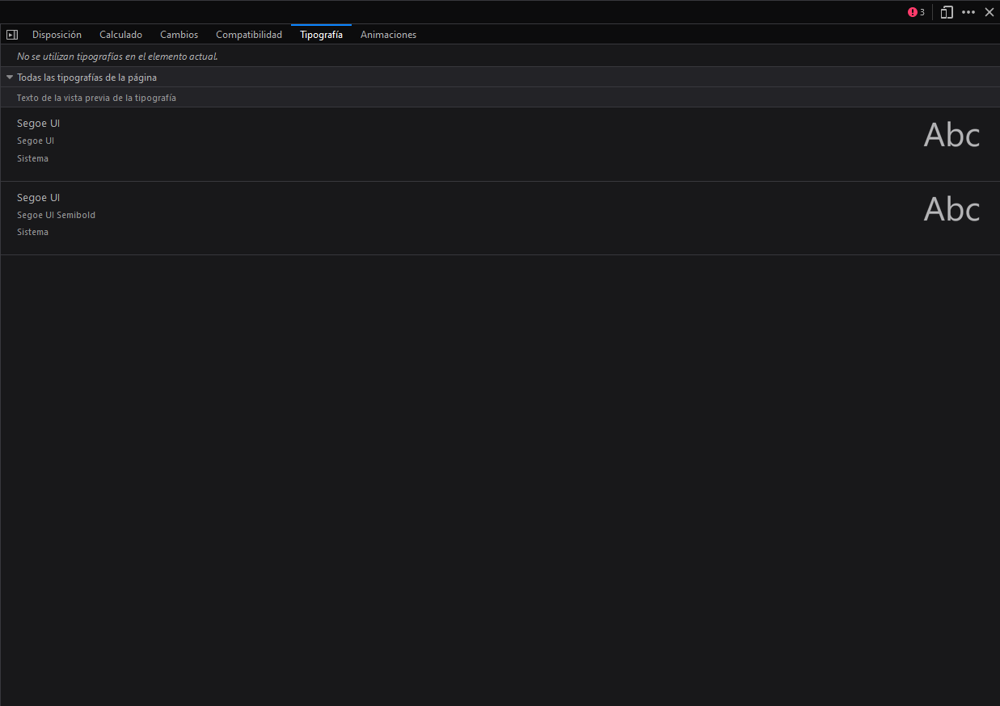 3
Disposición Calculado Cambios Compatibilidad Tipografía Animaciones
No se utilizan tipografías en el elemento actual.
Todas las tipografías de la página
Texto de la vista previa de la tipografía
Segoe UI
Abc
Segoe UI
Sistema
Segoe UI
Abc
Segoe UI Semibold
Sistema